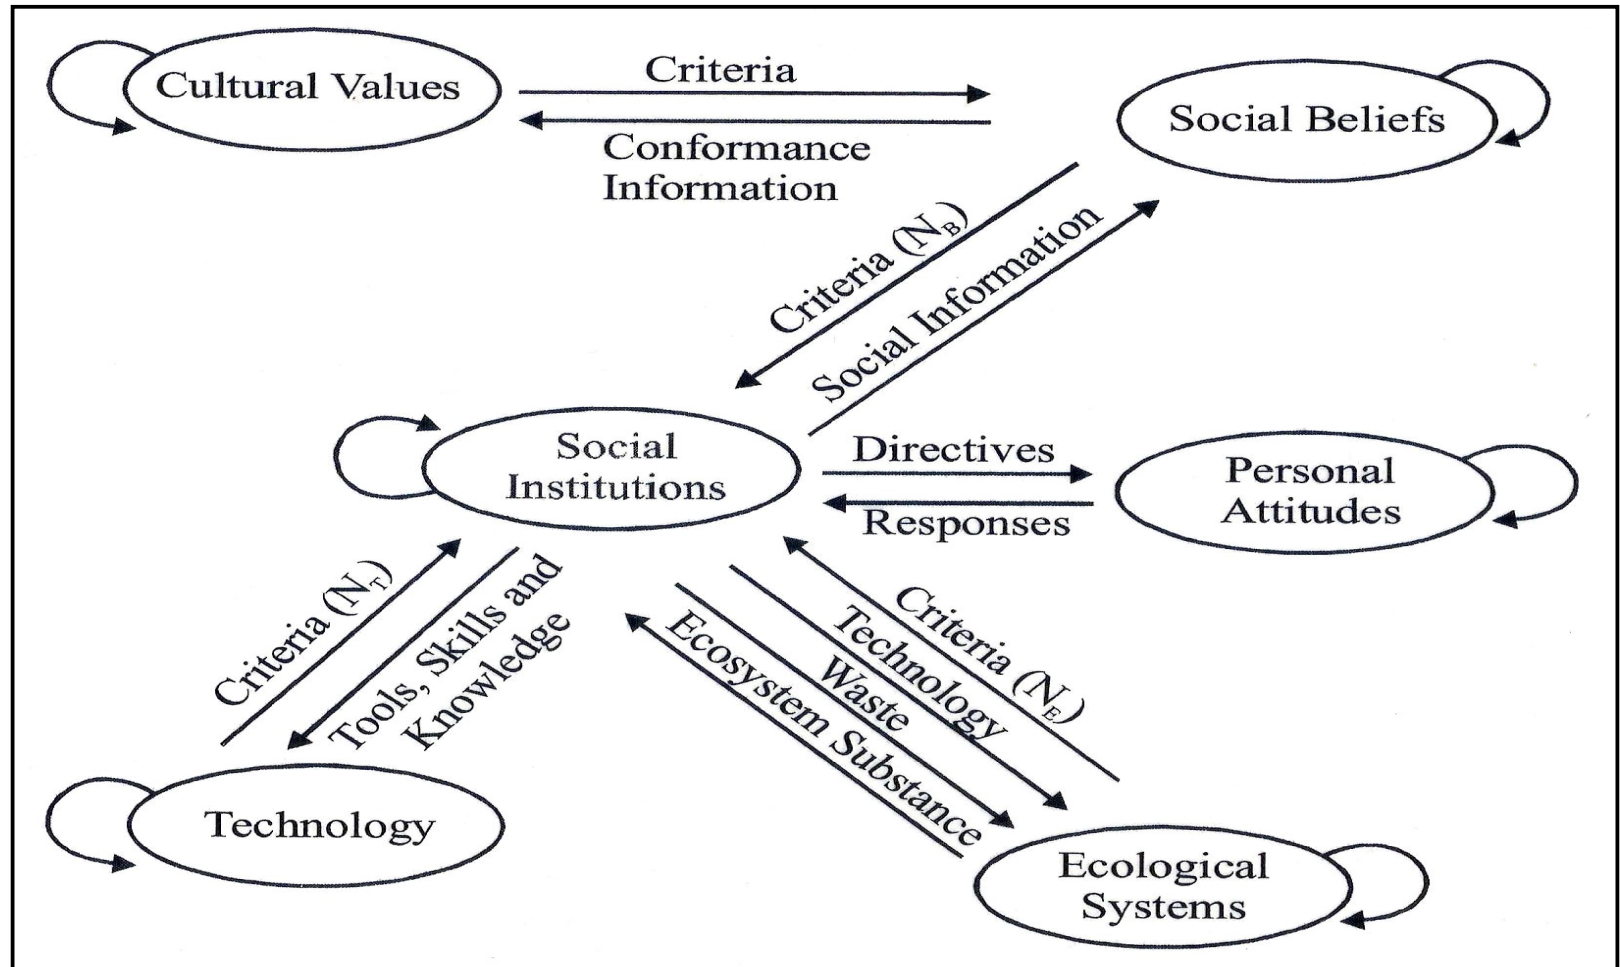 Cultural Values
Criteria
Conformance
Information
Social Beliefs
Criteria (N_B)
Social Information
Social
Institutions
Directives
Responses
Personal
Attitudes
Criteria (N_T)
Tools, Skills and
Knowledge
Criteria (N_E)
Technology
Waste
Ecosystem Substance
Technology
Ecological
Systems